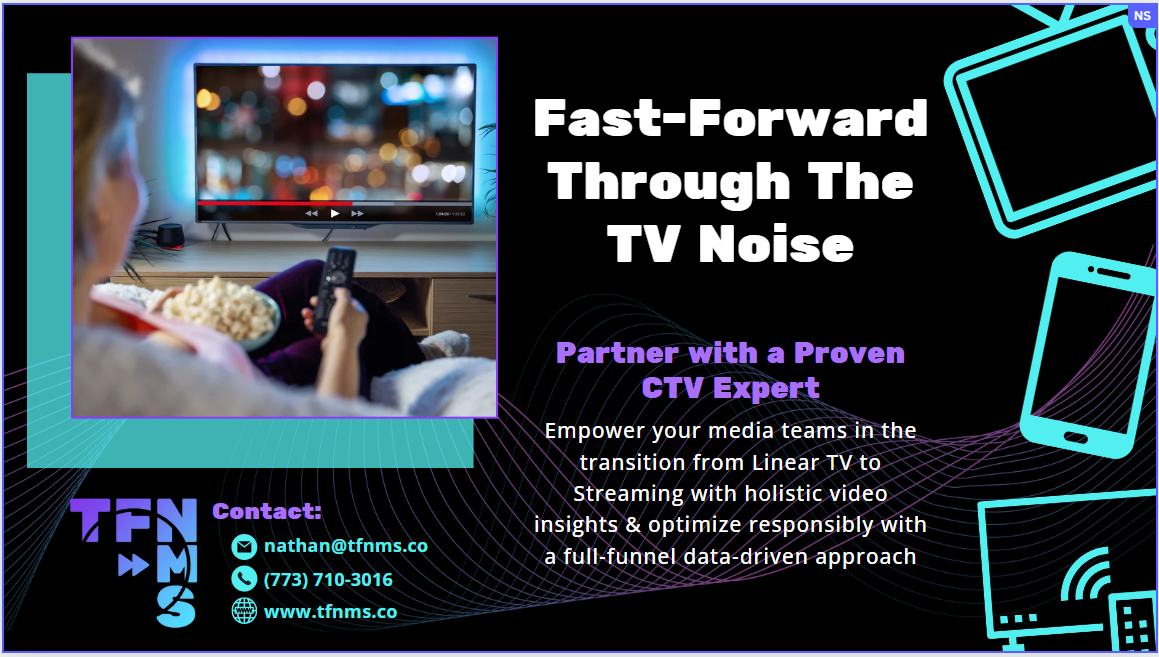 NS
Fast-Forward
Through The
TV Noise
Partner with a Proven
CTV Expert
Empower your media teams in the
transition from Linear TV to
Streaming with holistic video
insights & optimize responsibly with
a full-funnel data-driven approach
TFN
M
S
Contact:
nathan@tfnms.co
(773) 710-3016
www.tfnms.co